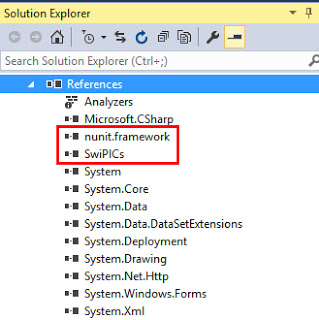 Solution Explorer
Search Solution Explorer (Ctrl+;)
References
Analyzers
Microsoft.CSharp
nunit.framework
SwiPICs
System
System.Core
System.Data
System.Data.DataSetExtensions
System.Deployment
System.Drawing
System.Net.Http
System.Windows.Forms
System.Xml